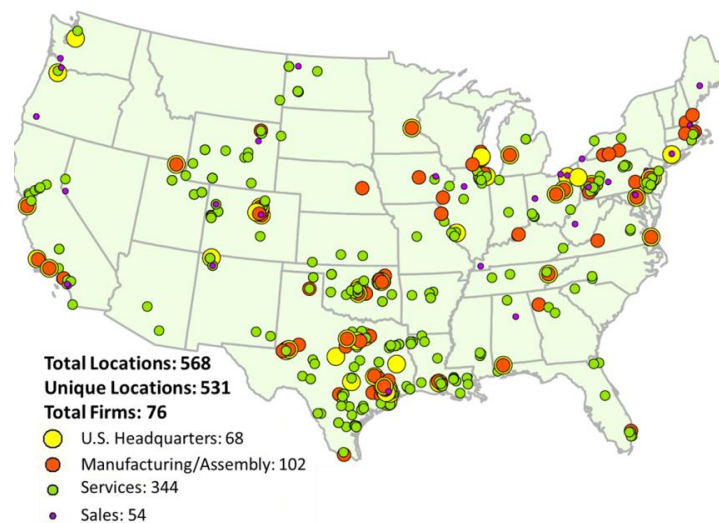 Total Locations: 568
Unique Locations: 531
Total Firms: 76
U.S. Headquarters: 68
Manufacturing/Assembly: 102
Services: 344
Sales: 54